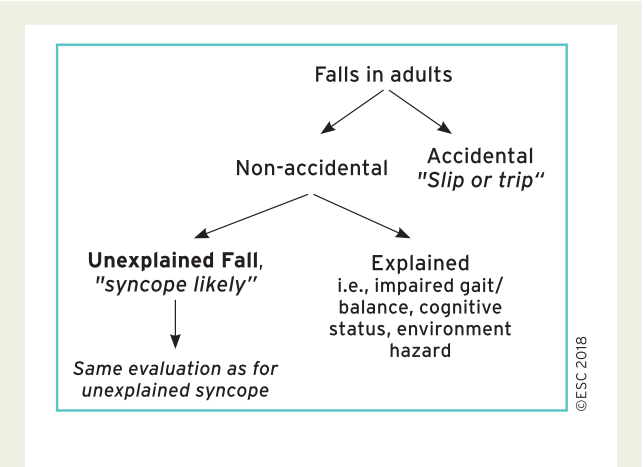 Falls in adults
Non-accidental
Accidental
"Slip or trip“
Unexplained Fall,
"syncope likely”
Explained
i.e., impaired gait/
balance, cognitive
status, environment
hazard
Same evaluation as for
unexplained syncope
©ESC 2018